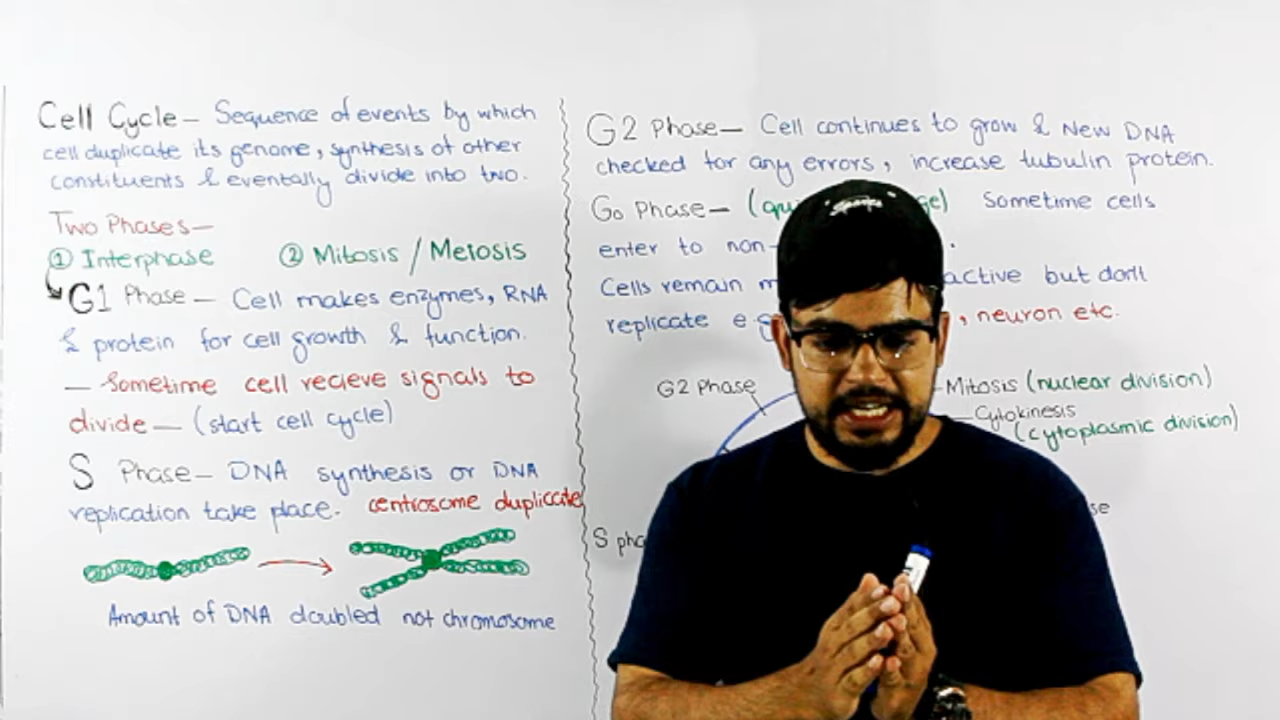 Cell Cycle — Sequence of events by which
cell duplicate its genome, synthesis of other
constituents & eventally divide into two.
Two Phases—
① Interphase ② Mitosis / Meiosis
G1 Phase — Cell makes enzymes, RNA
& protein for cell growth & function.
— Sometime cell recieve signals to
divide — (start cell cycle)
S Phase — DNA synthesis or DNA
replication take place. centrosome duplicate
Amount of DNA doubled not chromosome
G2 Phase — Cell continues to grow & New DNA
checked for any errors, increase tubulin protein.
G0 Phase — Sometime cells
enter to non-
Cells remain active but don't
replicate e.g , neuron etc.
G2 Phase
Mitosis (nuclear division)
Cytokinesis
(cytoplasmic division)
S